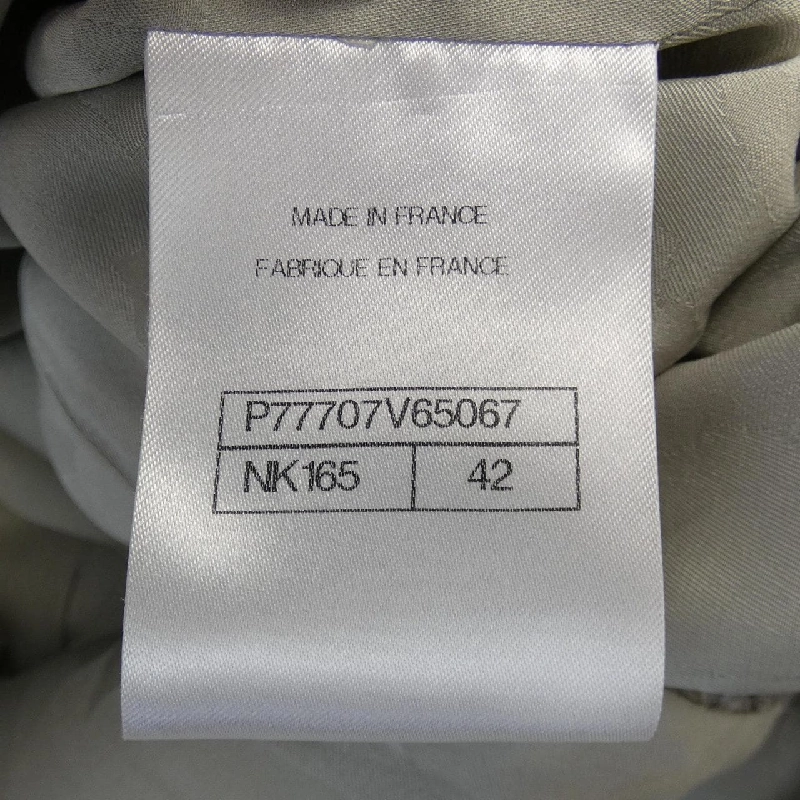 MADE IN FRANCE
FABRIQUE EN FRANCE
P77707V65067
NK165 42